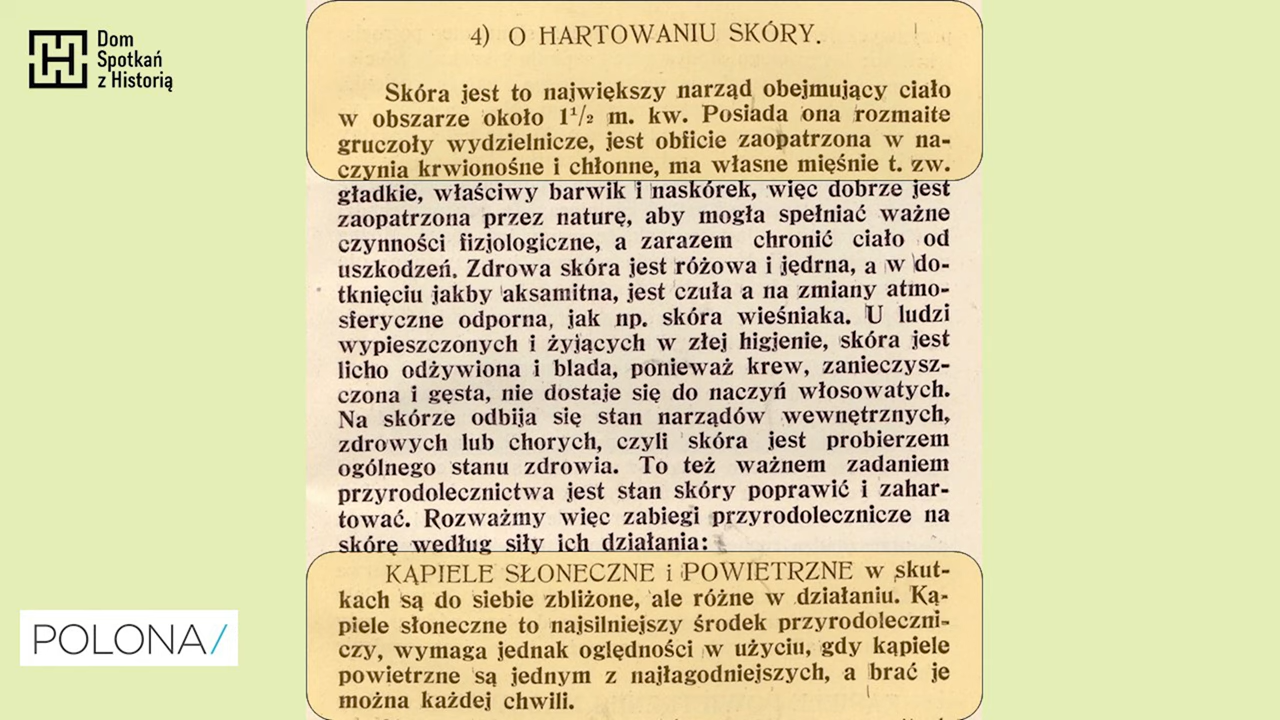 Dom
Spotkań
z Historią
4) O HARTOWANIU SKÓRY.
Skóra jest to największy narząd obejmujący ciało
w obszarze około 1¹/₂ m. kw. Posiada ona rozmaite
gruczoły wydzielnicze, jest obficie zaopatrzona w na-
czynia krwionośne i chłonne, ma własne mięśnie t. zw.
gładkie, właściwy barwik i naskórek, więc dobrze jest
zaopatrzona przez naturę, aby mogła spełniać ważne
czynności fizjologiczne, a zarazem chronić ciało od
uszkodzeń. Zdrowa skóra jest różowa i jędrna, a w do-
tknięciu jakby aksamitna, jest czuła a na zmiany atmo-
sferyczne odporna, jak np. skóra wieśniaka. U ludzi
wypieszczonych i żyjących w złej higjenie, skóra jest
licho odżywiona i blada, ponieważ krew, zanieczysz-
czona i gęsta, nie dostaje się do naczyń włosowatych.
Na skórze odbija się stan narządów wewnętrznych,
zdrowych lub chorych, czyli skóra jest probierzem
ogólnego stanu zdrowia. To też ważnem zadaniem
przyrodolecznictwa jest stan skóry poprawić i zahar-
tować. Rozważmy więc zabiegi przyrodolecznicze na
skórę według siły ich działania:
KĄPIELE SŁONECZNE i POWIETRZNE w skut-
kach są do siebie zbliżone, ale różne w działaniu. Ką-
piele słoneczne to najsilniejszy środek przyrodoleczni-
czy, wymaga jednak oględności w użyciu, gdy kąpiele
powietrzne są jednym z najłagodniejszych, a brać je
można każdej chwili.
POLONA/